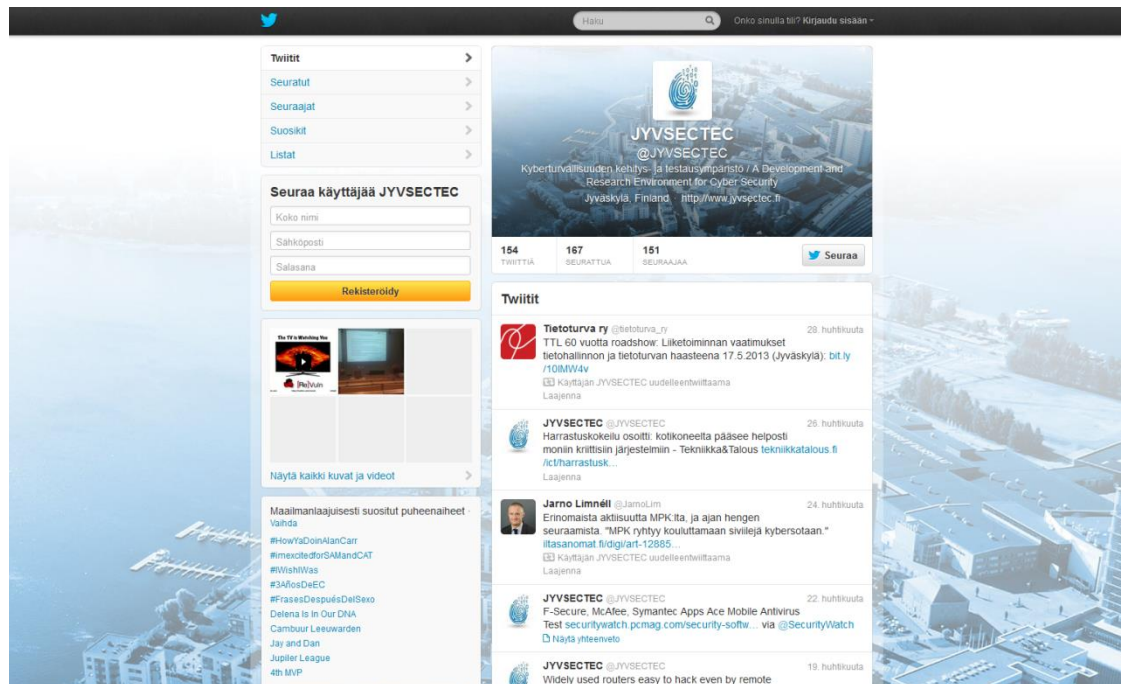 Haku
Onko sinulla tili? Kirjaudu sisään
Twiitit
Seuratut
Seuraajat
Suosikit
Listat
Seuraa käyttäjää JYVSECTEC
Koko nimi
Sähköposti
Salasana
Rekisteröidy
The TV is Watching You
[Re]Vuln
Näytä kaikki kuvat ja videot
Maailmanlaajuisesti suositut puheenaiheet ·
Vaihda
#HowYaDoinAlanCarr
#imexcitedforSAMandCAT
#IWishIWas
#3AñosDeEC
#FrasesDespuésDelSexo
Delena Is In Our DNA
Cambuur Leeuwarden
Jay and Dan
Jupiler League
4th MVP
JYVSECTEC
@JYVSECTEC
Kyberturvallisuuden kehitys- ja testausympäristö / A Development and
Research Environment for Cyber Security
Jyväskylä, Finland · http://www.jyvsectec.fi
154
TWIITTIÄ
167
SEURATTUA
151
SEURAAJAA
Seuraa
Twiitit
Tietoturva ry @tietoturva_ry 28. huhtikuuta
TTL 60 vuotta roadshow: Liiketoiminnan vaatimukset
tietohallinnon ja tietoturvan haasteena 17.5.2013 (Jyväskylä): bit.ly
/10IMW4v
Käyttäjän JYVSECTEC uudelleentwiittaama
Laajenna
JYVSECTEC @JYVSECTEC 26. huhtikuuta
Harrastuskokeilu osoitti: kotikoneelta pääsee helposti
moniin kriittisiin järjestelmiin - Tekniikka&Talous tekniikkatalous.fi
/ict/harrastusk...
Laajenna
Jarno Limnéll @JarnoLim 24. huhtikuuta
Erinomaista aktiisuutta MPK:lta, ja ajan hengen
seuraamista. "MPK ryhtyy kouluttamaan siviilejä kybersotaan."
iltasanomat.fi/digi/art-12885...
Käyttäjän JYVSECTEC uudelleentwiittaama
Laajenna
JYVSECTEC @JYVSECTEC 22. huhtikuuta
F-Secure, McAfee, Symantec Apps Ace Mobile Antivirus
Test securitywatch.pcmag.com/security-softw... via @SecurityWatch
Näytä yhteenveto
JYVSECTEC @JYVSECTEC 19. huhtikuuta
Widely used routers easy to hack even by remote